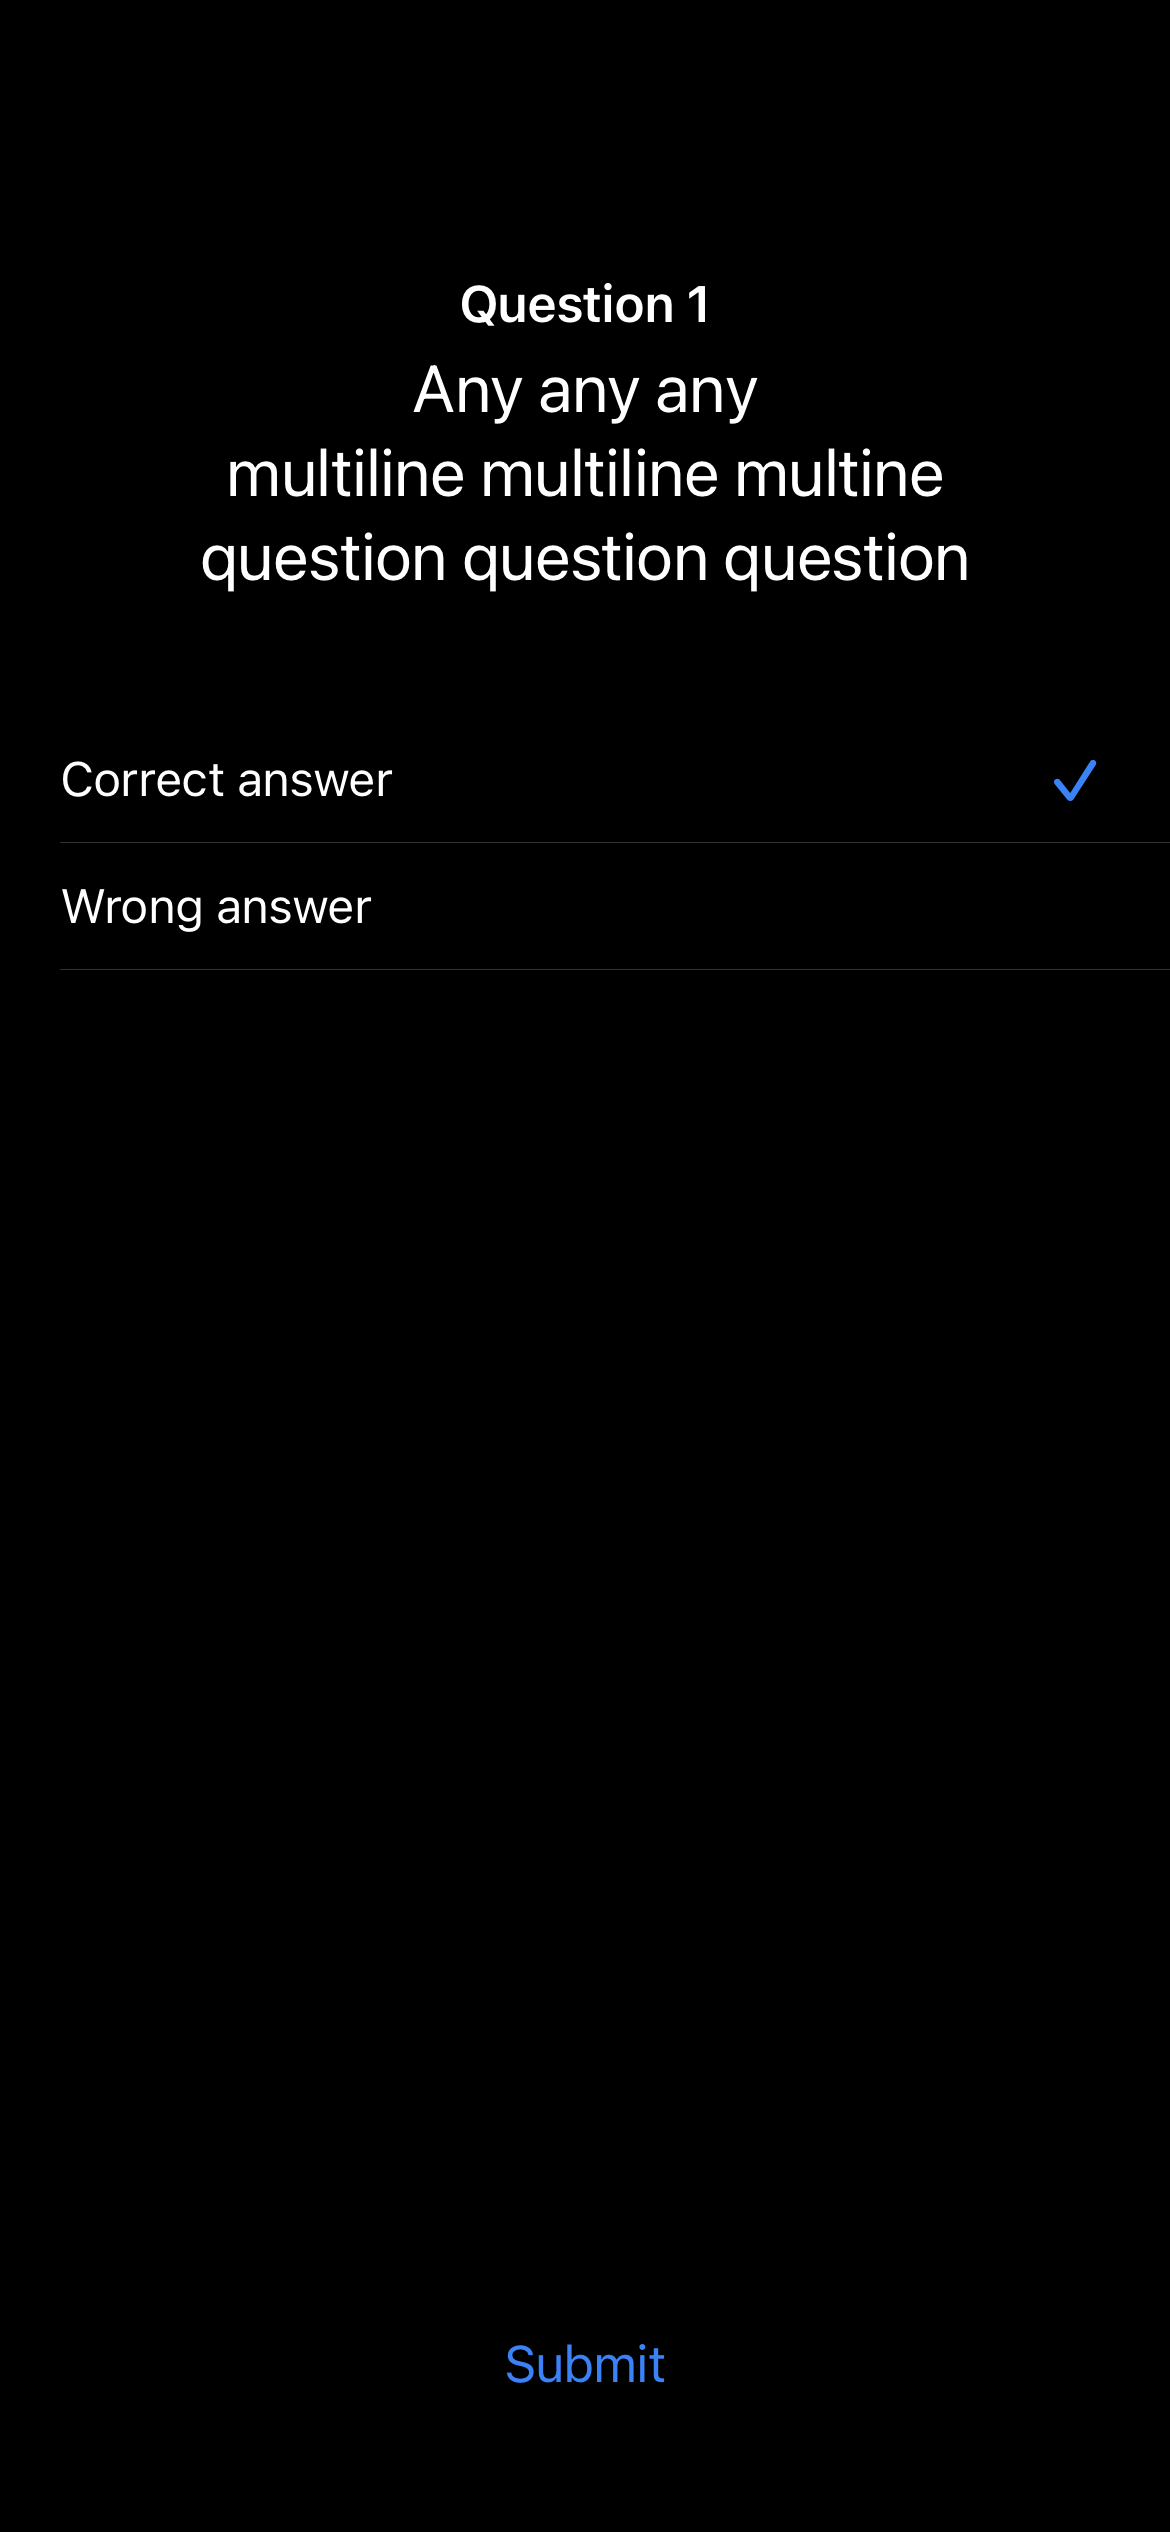 Question 1
Any any any
multiline multiline multine
question question question
Correct answer
Wrong answer
Submit